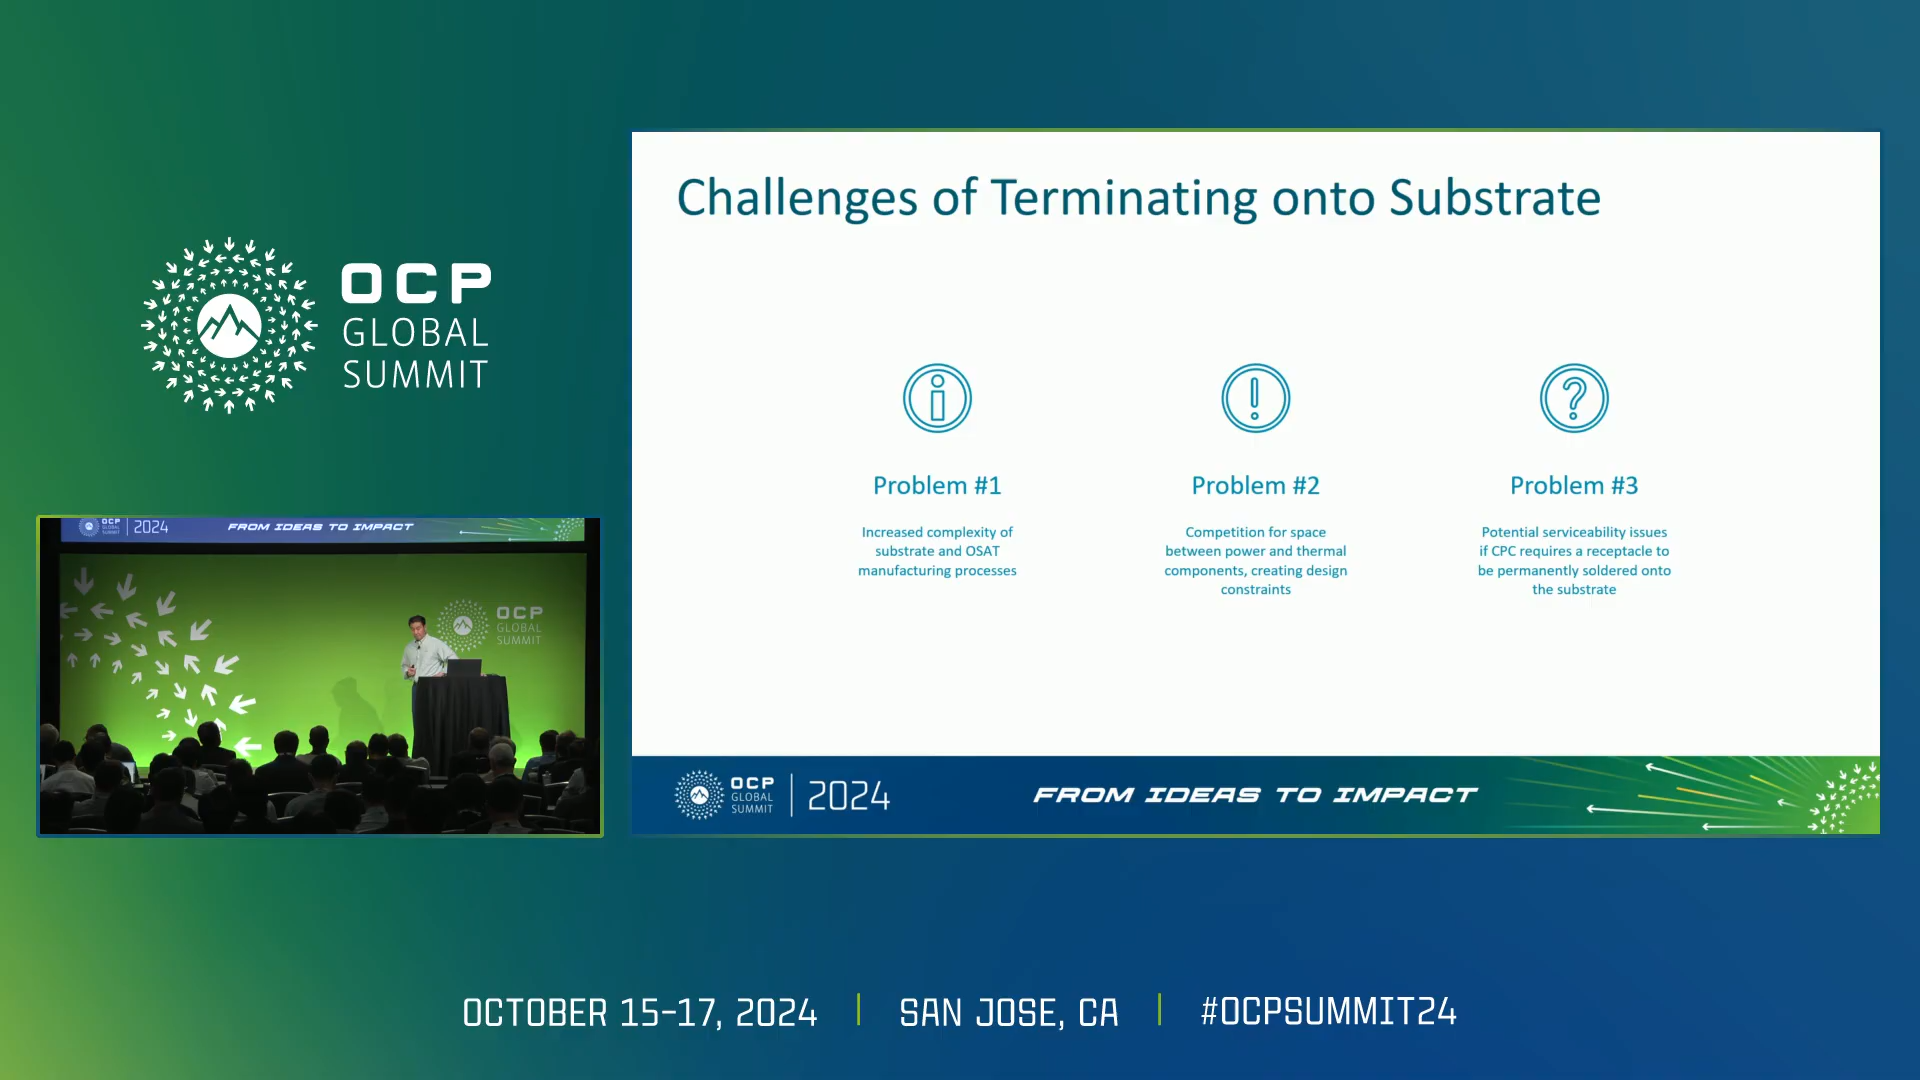 OCP
GLOBAL
SUMMIT
OCP
GLOBAL
SUMMIT
2024
FROM IDEAS TO IMPACT
OCP
GLOBAL
SUMMIT
Challenges of Terminating onto Substrate
Problem #1
Increased complexity of
substrate and OSAT
manufacturing processes
Problem #2
Competition for space
between power and thermal
components, creating design
constraints
Problem #3
Potential serviceability issues
if CPC requires a receptacle to
be permanently soldered onto
the substrate
OCP
GLOBAL
SUMMIT
2024
FROM IDEAS TO IMPACT
OCTOBER 15-17, 2024 | SAN JOSE, CA | #OCPSUMMIT24